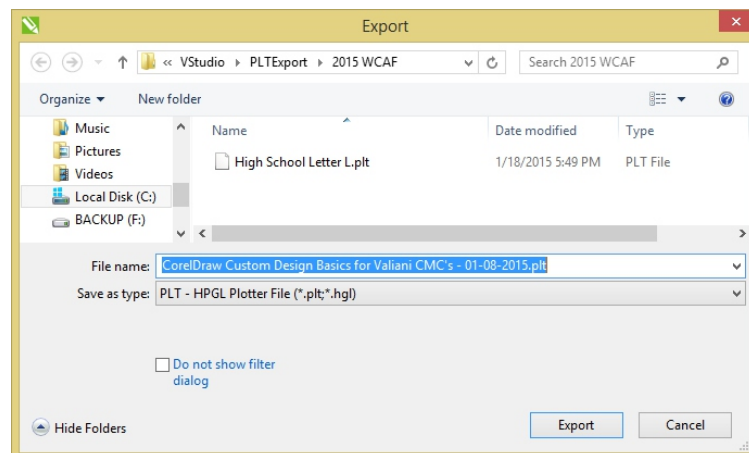 Export
« VStudio PLTExport 2015 WCAF
Search 2015 WCAF
Organize New folder
Music
Pictures
Videos
Local Disk (C:)
BACKUP (F:)
Name Date modified Type
High School Letter L.plt 1/18/2015 5:49 PM PLT File
File name: CorelDraw Custom Design Basics for Valiani CMC's - 01-08-2015.plt
Save as type: PLT - HPGL Plotter File (*.plt;*.hgl)
Do not show filter
dialog
Hide Folders
Export Cancel